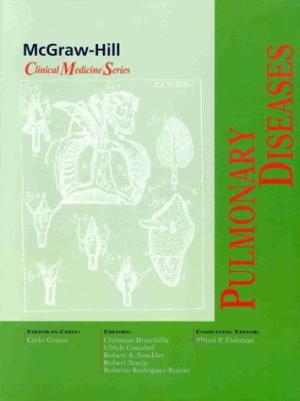 McGraw-Hill
Clinical Medicine Series
TAV-XIII-
PULMONARY
DISEASES
EDITOR-IN-CHIEF:
Carlo Grassi
EDITORS:
Christian Brambilla
Ulrich Costabel
Robert A. Stockley
Robert Naeije
Roberto Rodriguez-Roisin
CONSULTING EDITOR:
Alfred P. Fishman